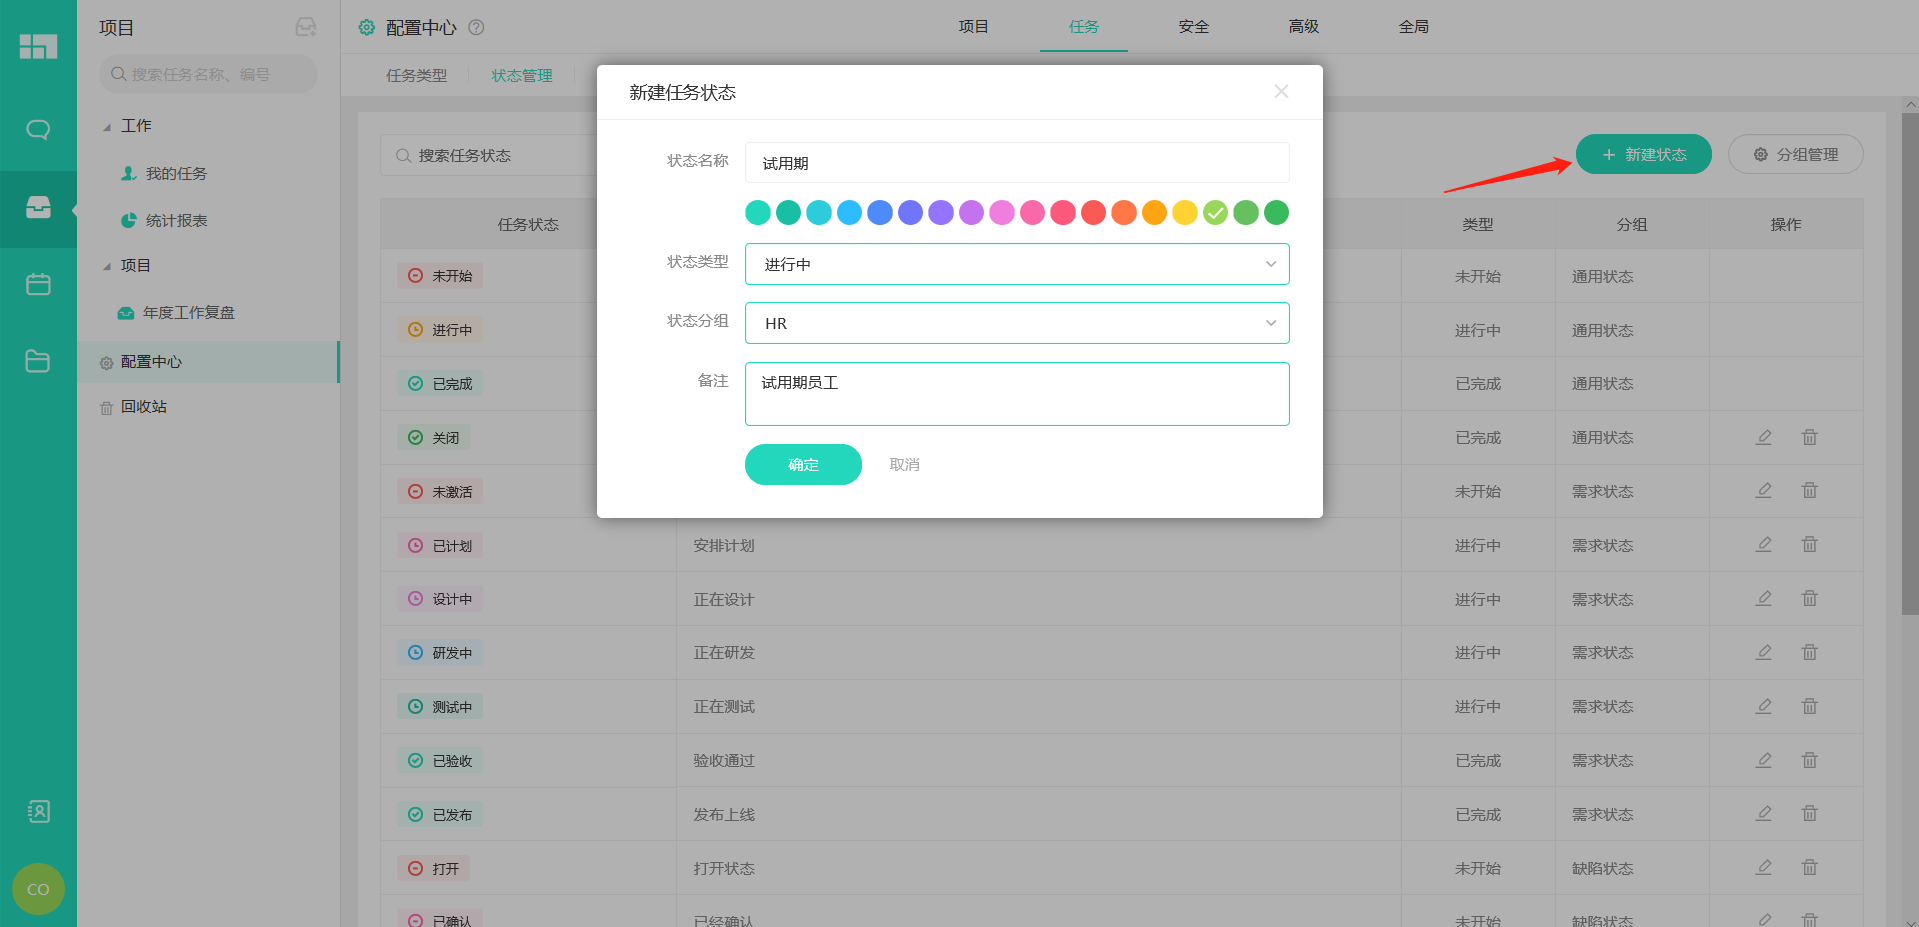 项目
搜索任务名称、编号
工作
我的任务
统计报表
项目
年度工作复盘
配置中心
回收站
CO
配置中心
项目
任务
安全
高级
全局
任务类型
状态管理
搜索任务状态
新建状态
分组管理
任务状态
类型
分组
操作
未开始
未开始
通用状态
进行中
进行中
通用状态
已完成
已完成
通用状态
关闭
已完成
通用状态
未激活
未开始
需求状态
已计划
安排计划
进行中
需求状态
设计中
正在设计
进行中
需求状态
研发中
正在研发
进行中
需求状态
测试中
正在测试
进行中
需求状态
已验收
验收通过
已完成
需求状态
已发布
发布上线
已完成
需求状态
打开
打开状态
未开始
缺陷状态
已确认
已经确认
未开始
缺陷状态
新建任务状态
状态名称
试用期
状态类型
进行中
状态分组
HR
备注
试用期员工
确定
取消